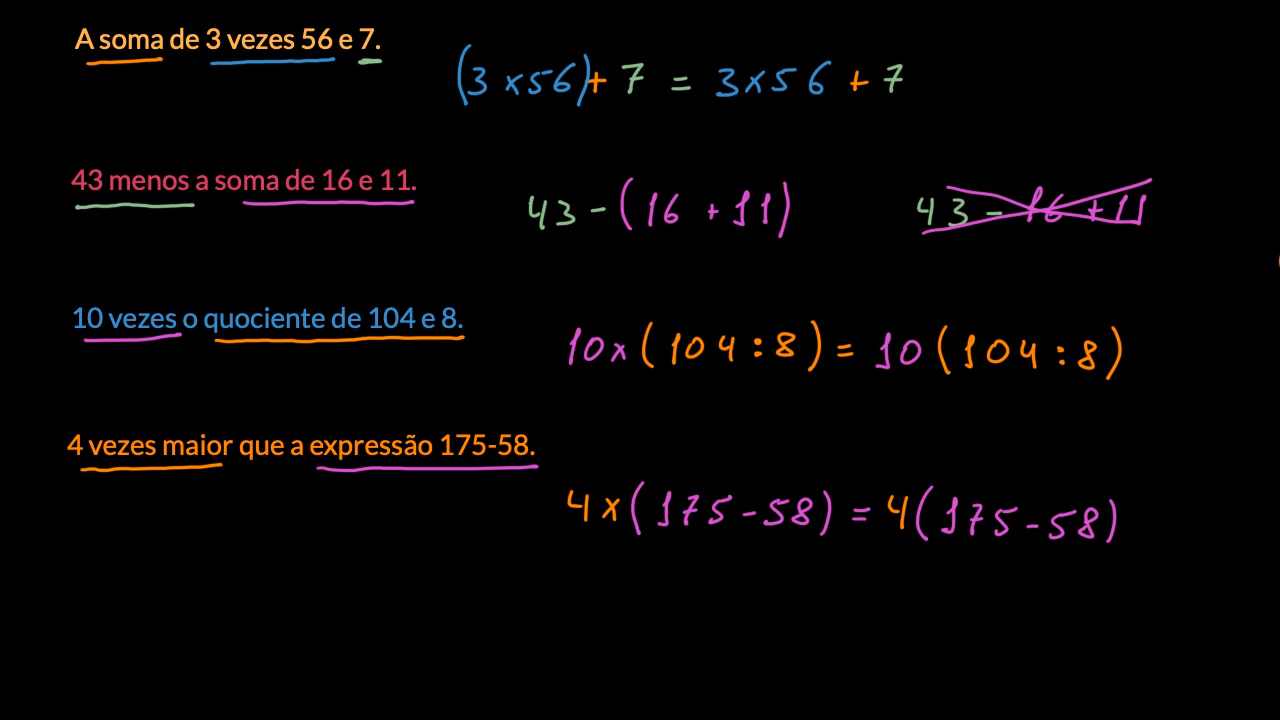 A soma de 3 vezes 56 e 7.
(3 x 56) + 7 = 3 x 56 + 7
43 menos a soma de 16 e 11.
43 - (16 + 11)
43 - 16 + 11
10 vezes o quociente de 104 e 8.
10 x (104 : 8) = 10 (104 : 8)
4 vezes maior que a expressão 175-58.
4 x (175 - 58) = 4 (175 - 58)